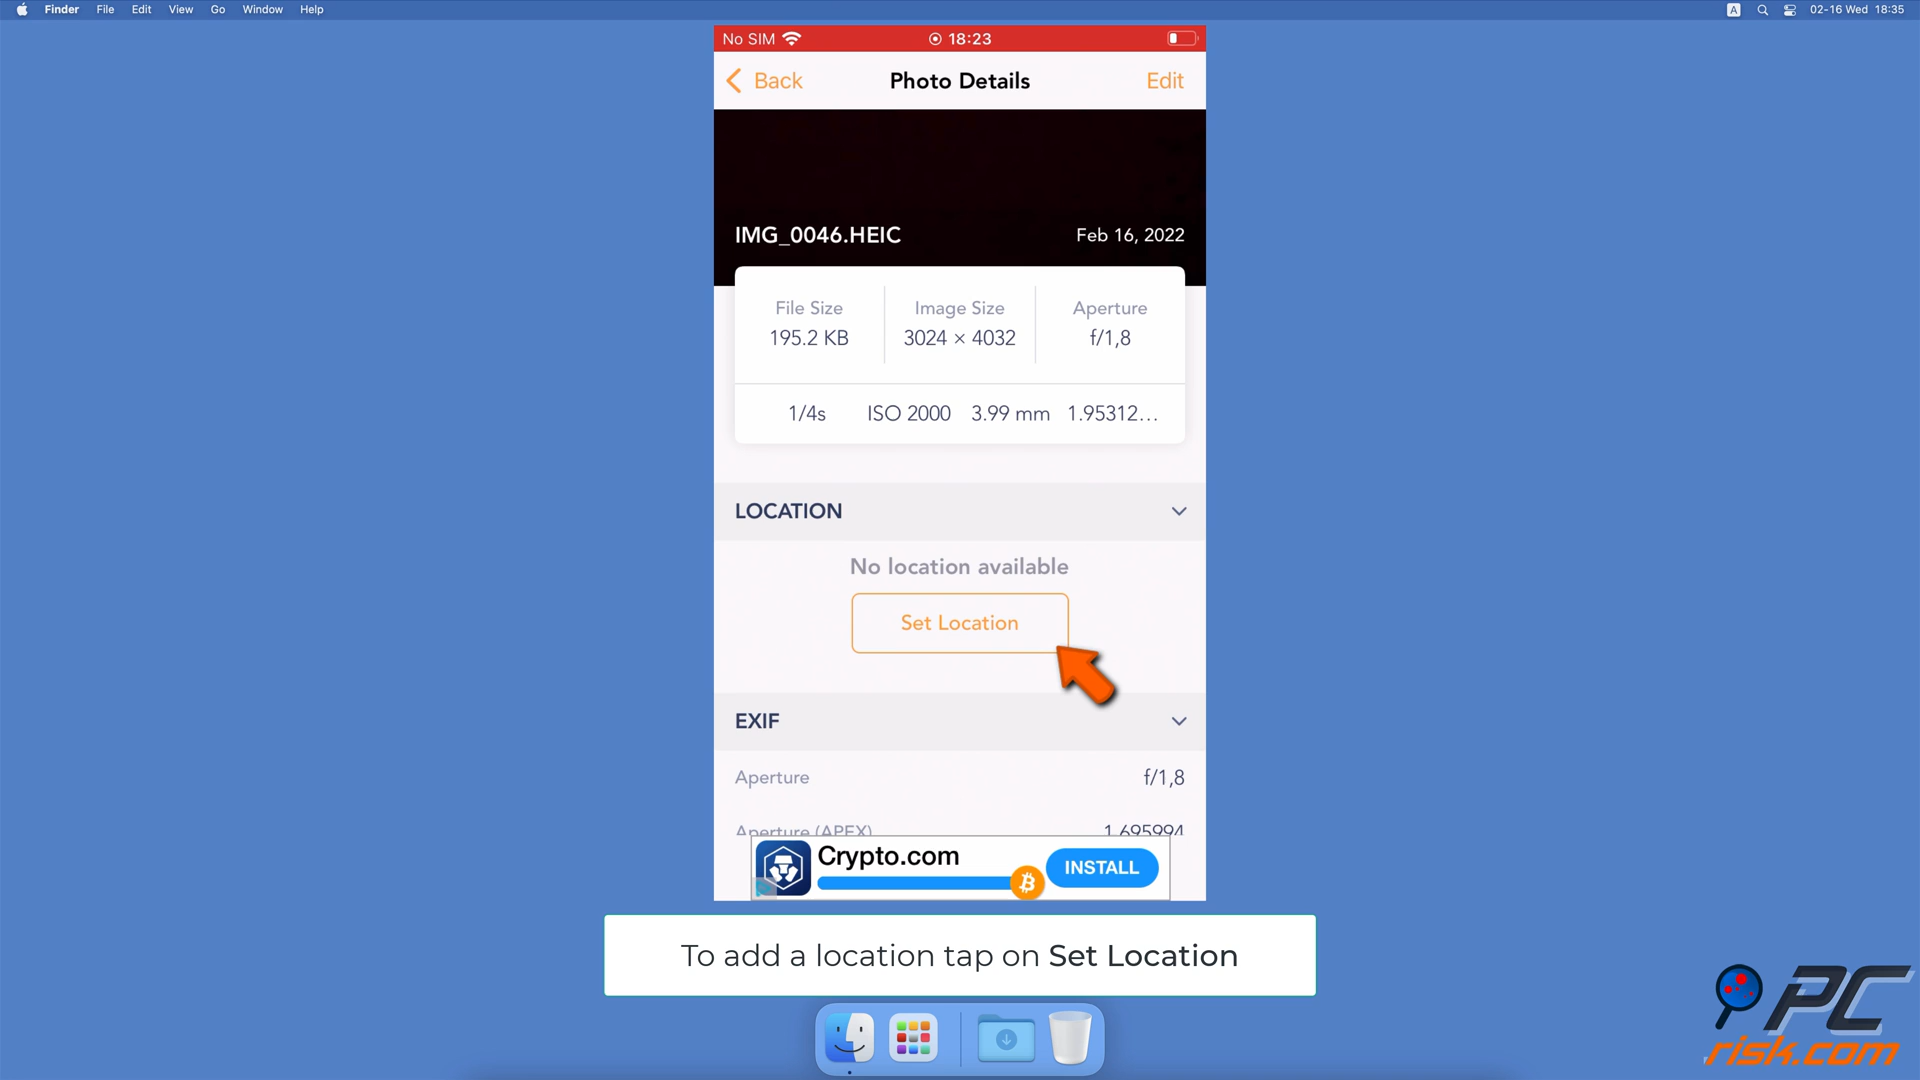 Finder File Edit View Go Window Help
A 02-16 Wed 18:35
No SIM 18:23
Back Photo Details Edit
IMG_0046.HEIC Feb 16, 2022
File Size Image Size Aperture
195.2 KB 3024 × 4032 f/1,8
1/4s ISO 2000 3.99 mm 1.95312...
LOCATION
No location available
Set Location
EXIF
Aperture f/1,8
Aperture (APEX) 1.695994
Crypto.com
INSTALL
To add a location tap on Set Location
PC
risk.com